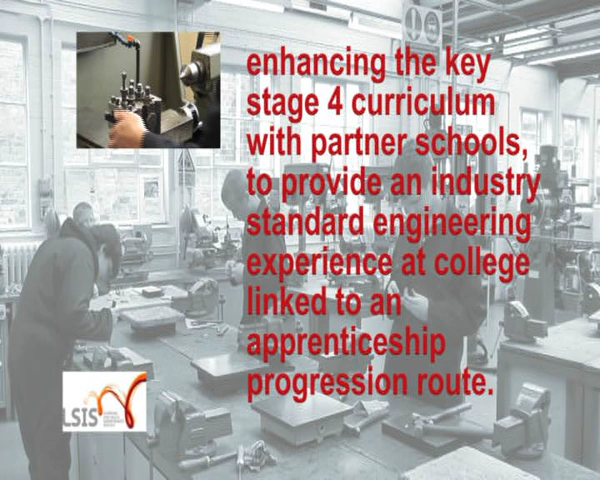 enhancing the key
stage 4 curriculum
with partner schools,
to provide an industry
standard engineering
experience at college
linked to an
apprenticeship
progression route.
LSIS